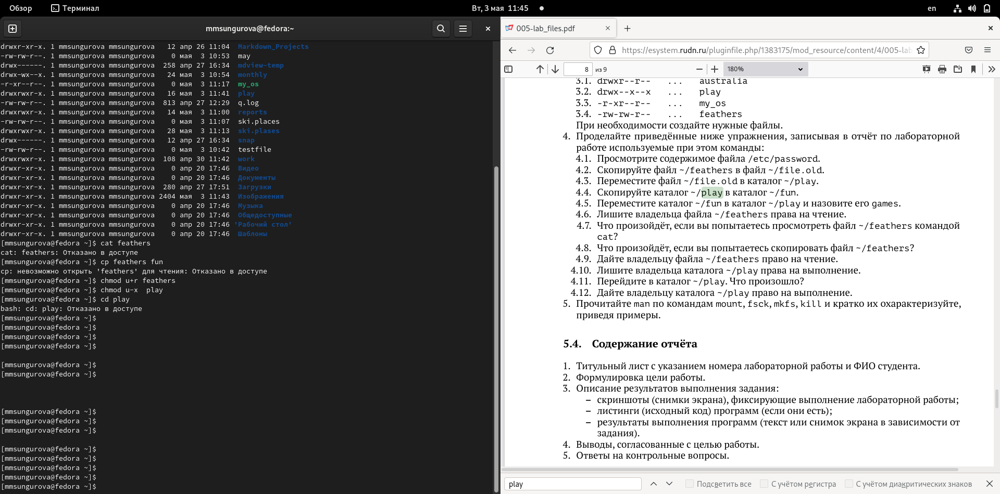 Обзор
Терминал
Вт, 3 мая 11:45
en
mmsungurova@fedora:~
drwxr-xr-x. 1 mmsungurova mmsungurova   12 апр 26 11:04  Markdown_Projects
-rw-rw-r--. 1 mmsungurova mmsungurova    0 мая  3 10:53  may
drwx------. 1 mmsungurova mmsungurova  258 апр 27 16:34  mdview-temp
drwx-wx--x. 1 mmsungurova mmsungurova   24 мая  3 10:54  monthly
-r-xr--r--. 1 mmsungurova mmsungurova    0 мая  3 11:17  my_os
drwxrwxr-x. 1 mmsungurova mmsungurova   16 мая  3 11:41  play
-rw-rw-r--. 1 mmsungurova mmsungurova  813 апр 27 12:29  q.log
drwxrwxr-x. 1 mmsungurova mmsungurova   14 мая  3 11:00  reports
-rw-rw-r--. 1 mmsungurova mmsungurova    0 мая  3 11:07  ski.places
drwxrwxr-x. 1 mmsungurova mmsungurova   28 мая  3 11:13  ski.plases
drwx------. 1 mmsungurova mmsungurova   12 апр 27 16:34  snap
-rw-rw-r--. 1 mmsungurova mmsungurova    0 мая  3 10:42  testfile
drwxrwxr-x. 1 mmsungurova mmsungurova  108 апр 30 11:42  work
drwxr-xr-x. 1 mmsungurova mmsungurova    0 апр 20 17:46  Видео
drwxr-xr-x. 1 mmsungurova mmsungurova    0 апр 20 17:46  Документы
drwxr-xr-x. 1 mmsungurova mmsungurova  280 апр 27 17:51  Загрузки
drwxr-xr-x. 1 mmsungurova mmsungurova 2404 мая  3 11:43  Изображения
drwxr-xr-x. 1 mmsungurova mmsungurova    0 апр 20 17:46  Музыка
drwxr-xr-x. 1 mmsungurova mmsungurova    0 апр 20 17:46  Общедоступные
drwxr-xr-x. 1 mmsungurova mmsungurova    0 апр 20 17:46 'Рабочий стол'
drwxr-xr-x. 1 mmsungurova mmsungurova    0 апр 20 17:46  Шаблоны
[mmsungurova@fedora ~]$ cat feathers
cat: feathers: Отказано в доступе
[mmsungurova@fedora ~]$ cp feathers fun
cp: невозможно открыть 'feathers' для чтения: Отказано в доступе
[mmsungurova@fedora ~]$ chmod u+r feathers
[mmsungurova@fedora ~]$ chmod u-x  play
[mmsungurova@fedora ~]$ cd play
bash: cd: play: Отказано в доступе
[mmsungurova@fedora ~]$
[mmsungurova@fedora ~]$
[mmsungurova@fedora ~]$
[mmsungurova@fedora ~]$
[mmsungurova@fedora ~]$
[mmsungurova@fedora ~]$
[mmsungurova@fedora ~]$
[mmsungurova@fedora ~]$
[mmsungurova@fedora ~]$
[mmsungurova@fedora ~]$
[mmsungurova@fedora ~]$
[mmsungurova@fedora ~]$
[mmsungurova@fedora ~]$
[mmsungurova@fedora ~]$
005-lab_files.pdf
https://esystem.rudn.ru/pluginfile.php/1383175/mod_resource/content/4/005-lab
8 из 9
180%
3.1. drwxr--r-- ... australia
3.2. drwx--x--x ... play
3.3. -r-xr--r-- ... my_os
3.4. -rw-rw-r-- ... feathers
При необходимости создайте нужные файлы.
4. Проделайте приведённые ниже упражнения, записывая в отчёт по лабораторной
работе используемые при этом команды:
4.1. Просмотрите содержимое файла /etc/password.
4.2. Скопируйте файл ~/feathers в файл ~/file.old.
4.3. Переместите файл ~/file.old в каталог ~/play.
4.4. Скопируйте каталог ~/play в каталог ~/fun.
4.5. Переместите каталог ~/fun в каталог ~/play и назовите его games.
4.6. Лишите владельца файла ~/feathers права на чтение.
4.7. Что произойдёт, если вы попытаетесь просмотреть файл ~/feathers командой
cat?
4.8. Что произойдёт, если вы попытаетесь скопировать файл ~/feathers?
4.9. Дайте владельцу файла ~/feathers право на чтение.
4.10. Лишите владельца каталога ~/play права на выполнение.
4.11. Перейдите в каталог ~/play. Что произошло?
4.12. Дайте владельцу каталога ~/play право на выполнение.
5. Прочитайте man по командам mount, fsck, mkfs, kill и кратко их охарактеризуйте,
приведя примеры.
5.4. Содержание отчёта
1. Титульный лист с указанием номера лабораторной работы и ФИО студента.
2. Формулировка цели работы.
3. Описание результатов выполнения задания:
– скриншоты (снимки экрана), фиксирующие выполнение лабораторной работы;
– листинги (исходный код) программ (если они есть);
– результаты выполнения программ (текст или снимок экрана в зависимости от
задания).
4. Выводы, согласованные с целью работы.
5. Ответы на контрольные вопросы.
play
Подсветить все
С учётом регистра
С учётом диакритических знаков